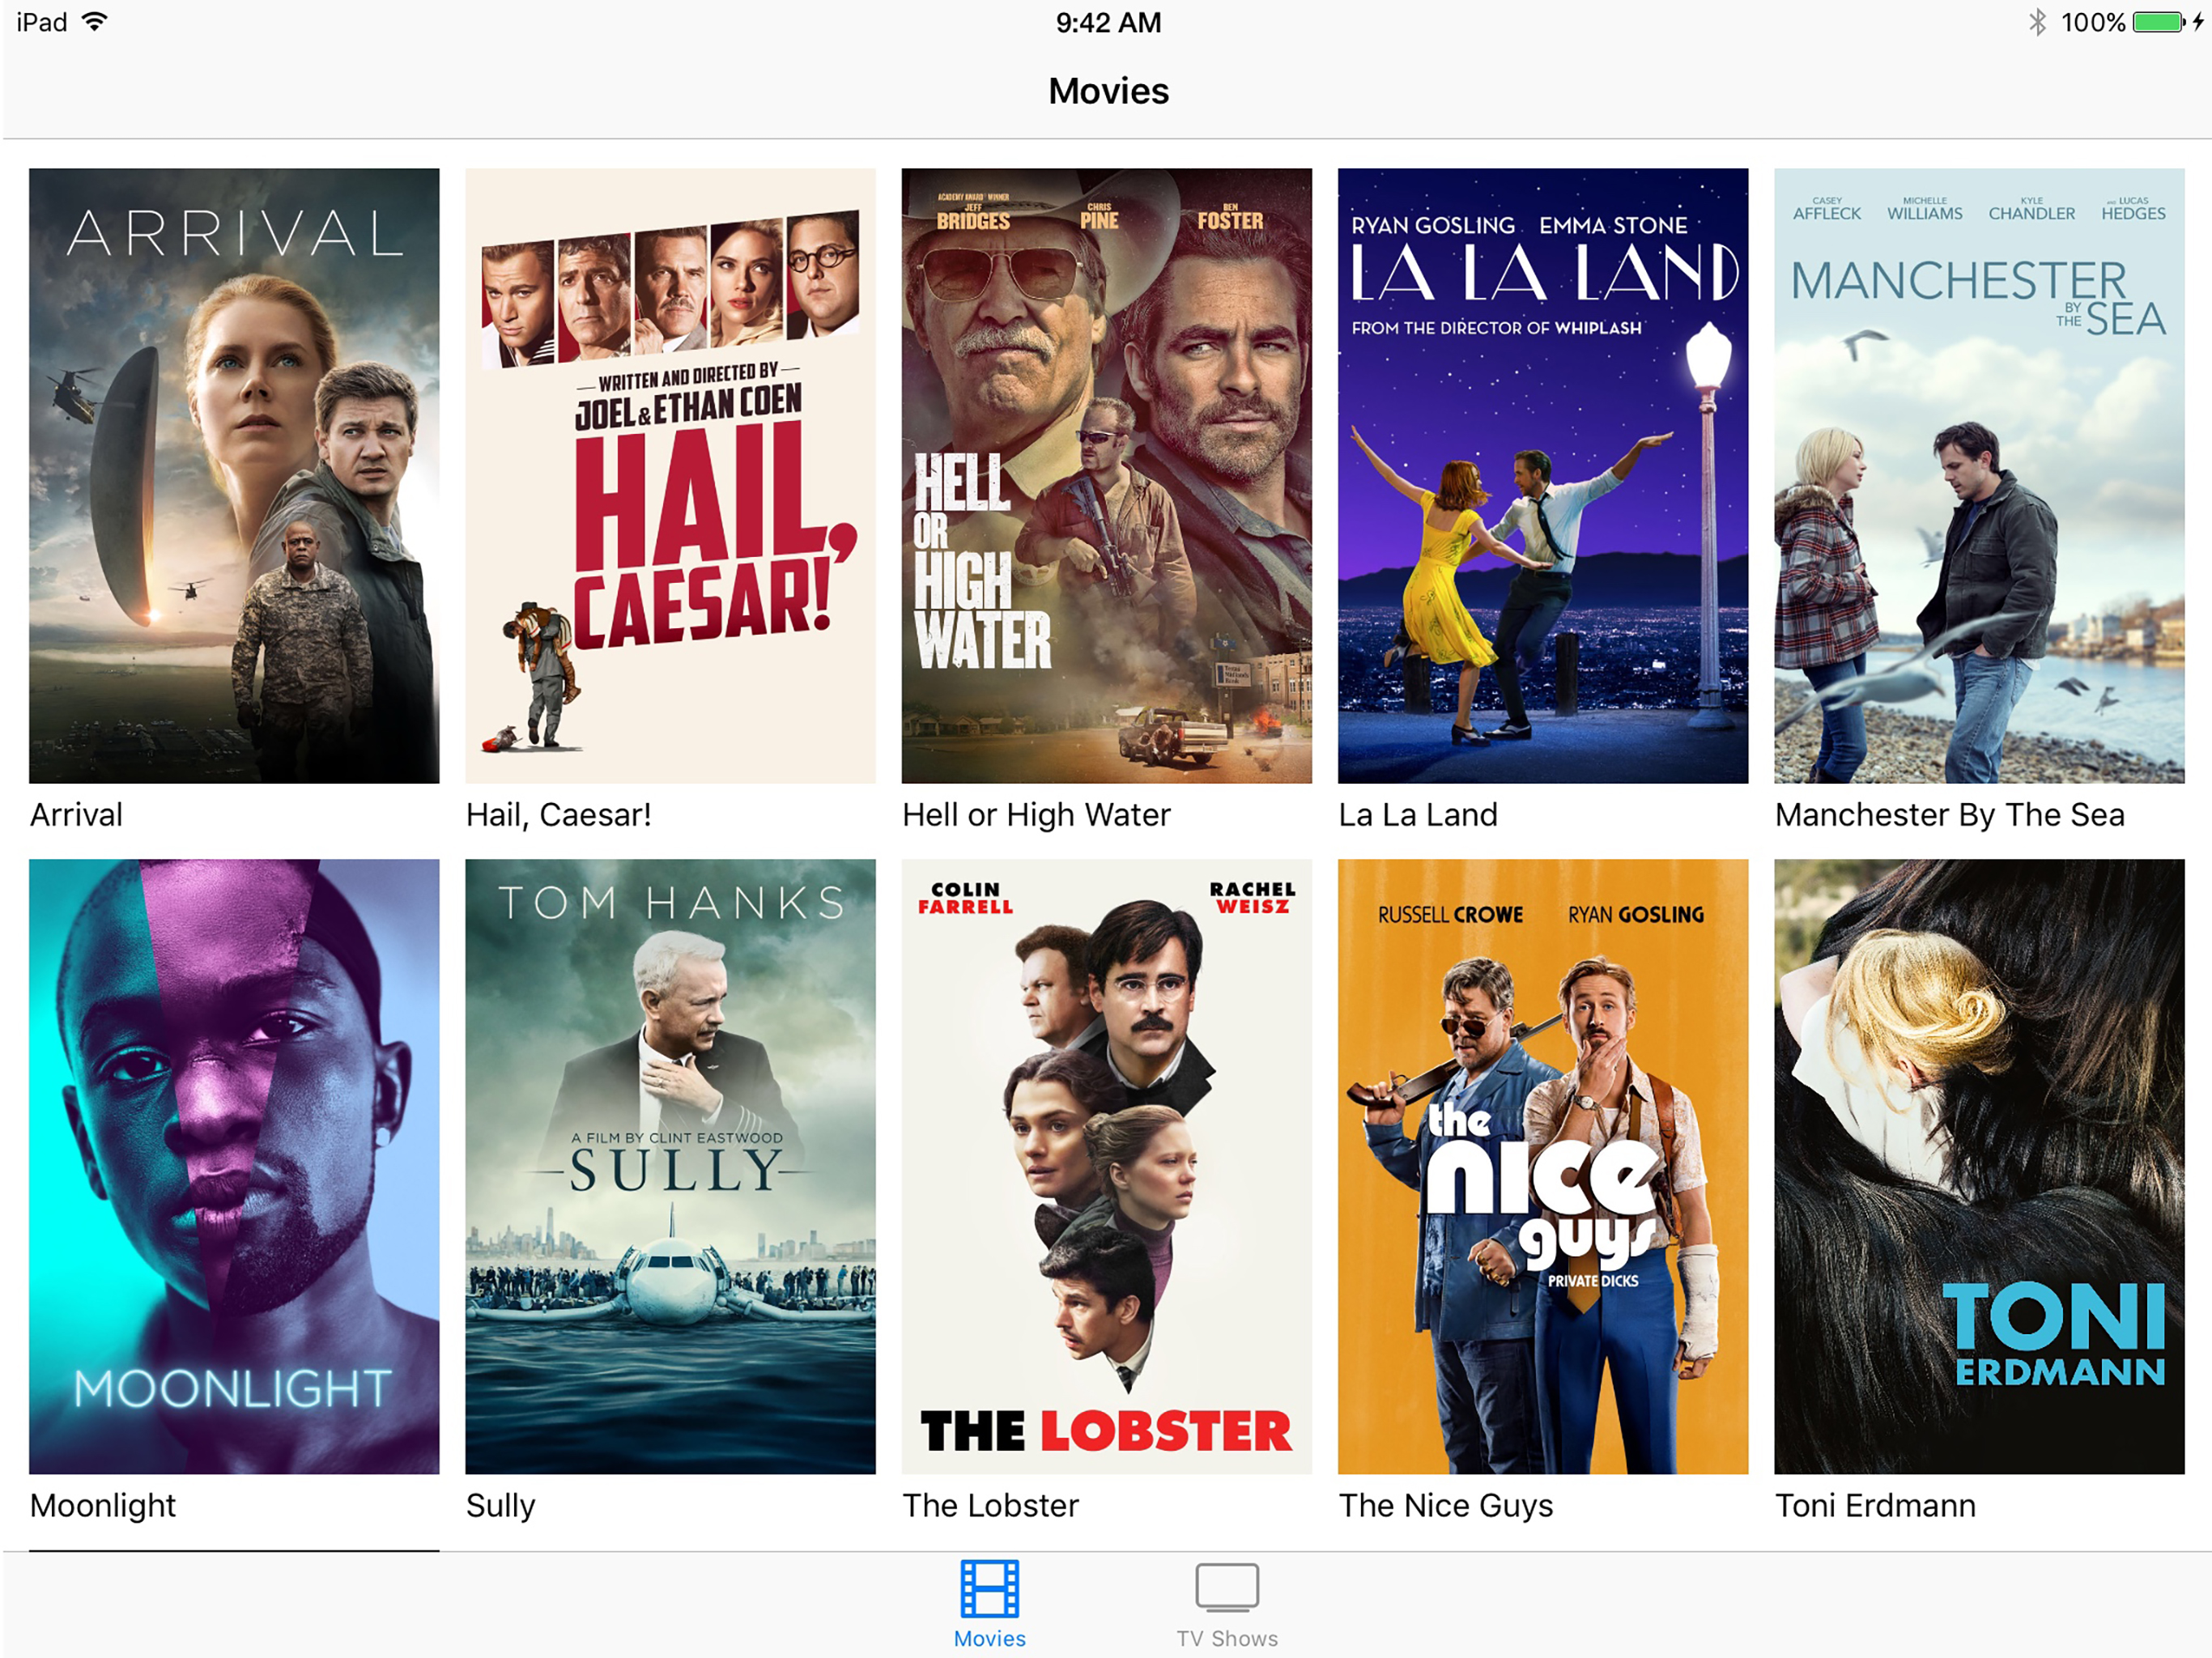 iPad 9:42 AM 100%
Movies
ARRIVAL
Arrival
WRITTEN AND DIRECTED BY
JOEL & ETHAN COEN
HAIL,
CAESAR!
Hail, Caesar!
ACADEMY AWARD WINNER
JEFF BRIDGES
CHRIS PINE
BEN FOSTER
HELL
OR
HIGH
WATER
Hell or High Water
RYAN GOSLING EMMA STONE
LA LA LAND
FROM THE DIRECTOR OF WHIPLASH
La La Land
CASEY AFFLECK
MICHELLE WILLIAMS
KYLE CHANDLER
and LUCAS HEDGES
MANCHESTER
BY THE SEA
Manchester By The Sea
MOONLIGHT
Moonlight
TOM HANKS
A FILM BY CLINT EASTWOOD
SULLY
Sully
COLIN FARRELL
RACHEL WEISZ
THE LOBSTER
The Lobster
RUSSELL CROWE RYAN GOSLING
the
nice
guys
PRIVATE DICKS
The Nice Guys
TONI
ERDMANN
Toni Erdmann
Movies TV Shows